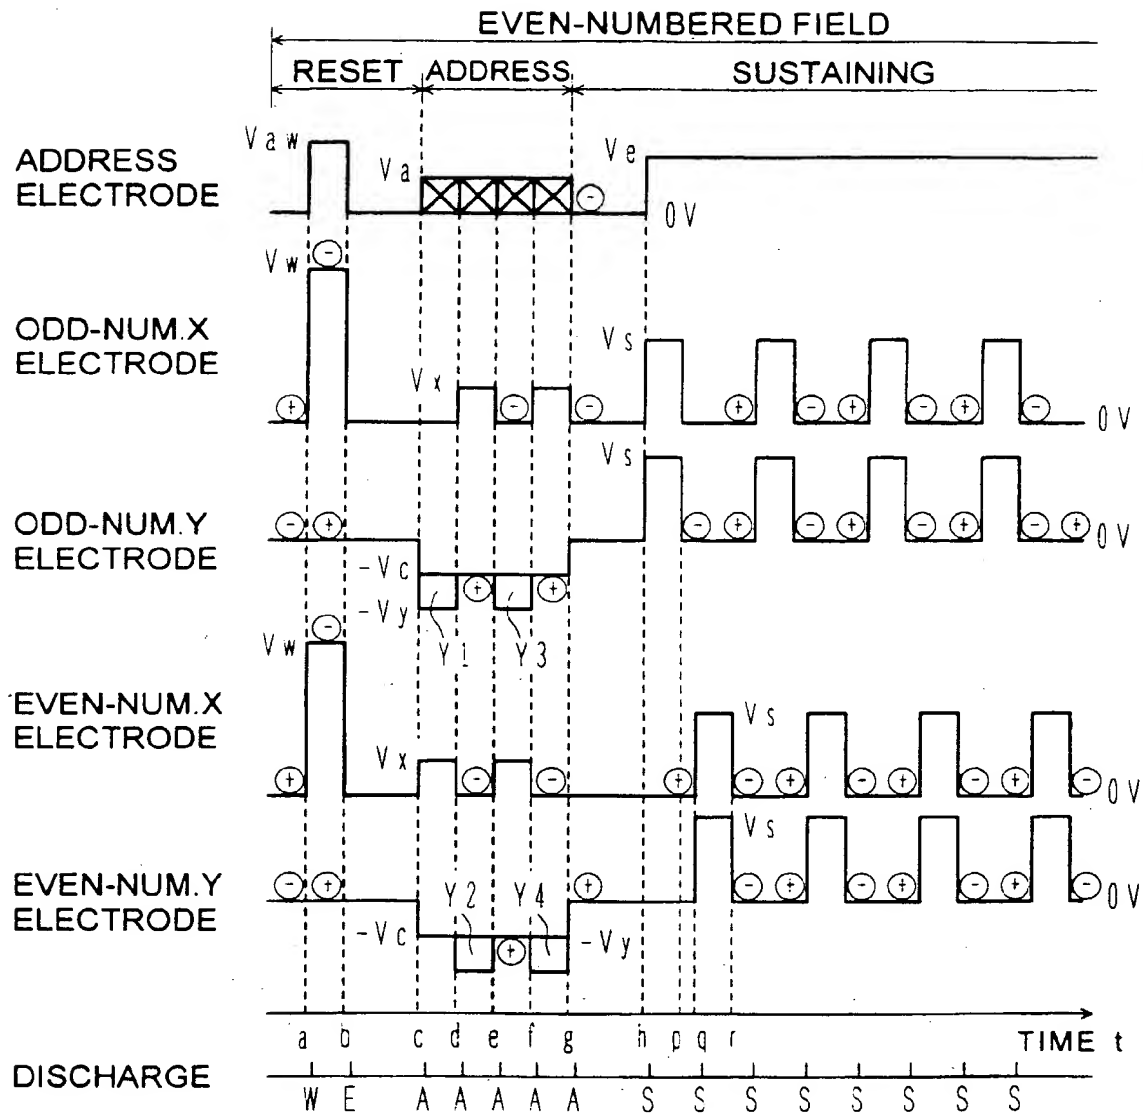 EVEN-NUMBERED FIELD
RESET ADDRESS SUSTAINING
ADDRESS
ELECTRODE
Vaw
Va
Ve
0V
ODD-NUM.X
ELECTRODE
Vw
Vx
Vs
0V
ODD-NUM.Y
ELECTRODE
Vs
-Vc
-Vy
Y1 Y3
0V
EVEN-NUM.X
ELECTRODE
Vw
Vx
Vs
0V
EVEN-NUM.Y
ELECTRODE
Vs
-Vc
Y2 Y4
-Vy
0V
a b c d e f g h p q r TIME t
DISCHARGE
W E A A A A A S S S S S S S